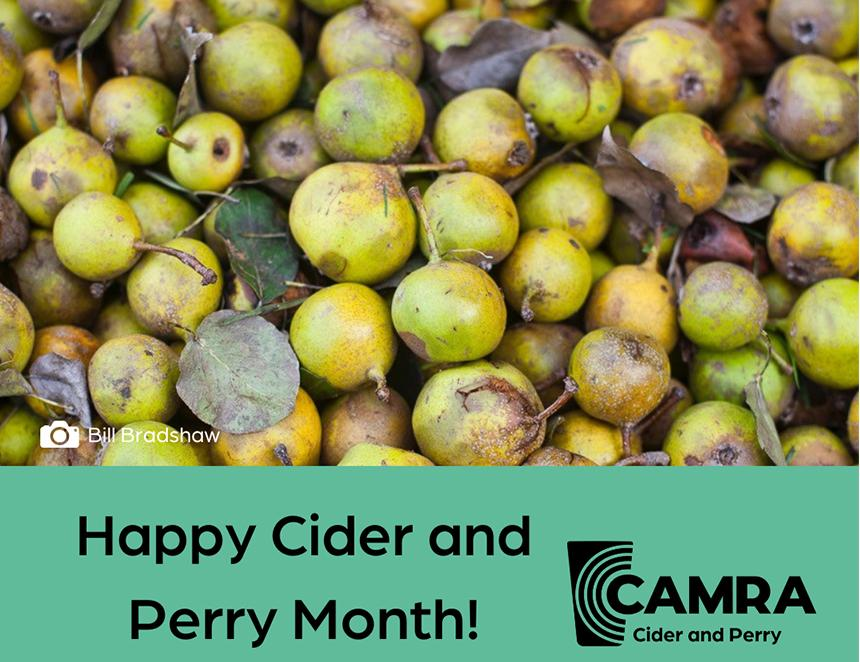 Bill Bradshaw
Happy Cider and
Perry Month!
CAMRA
Cider and Perry